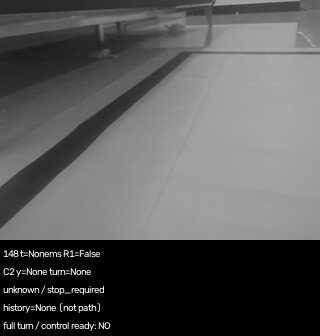 148 t=Nonems R1=False
C2 y=None turn=None
unknown / stop_required
history=None (not path)
full turn / control ready: NO